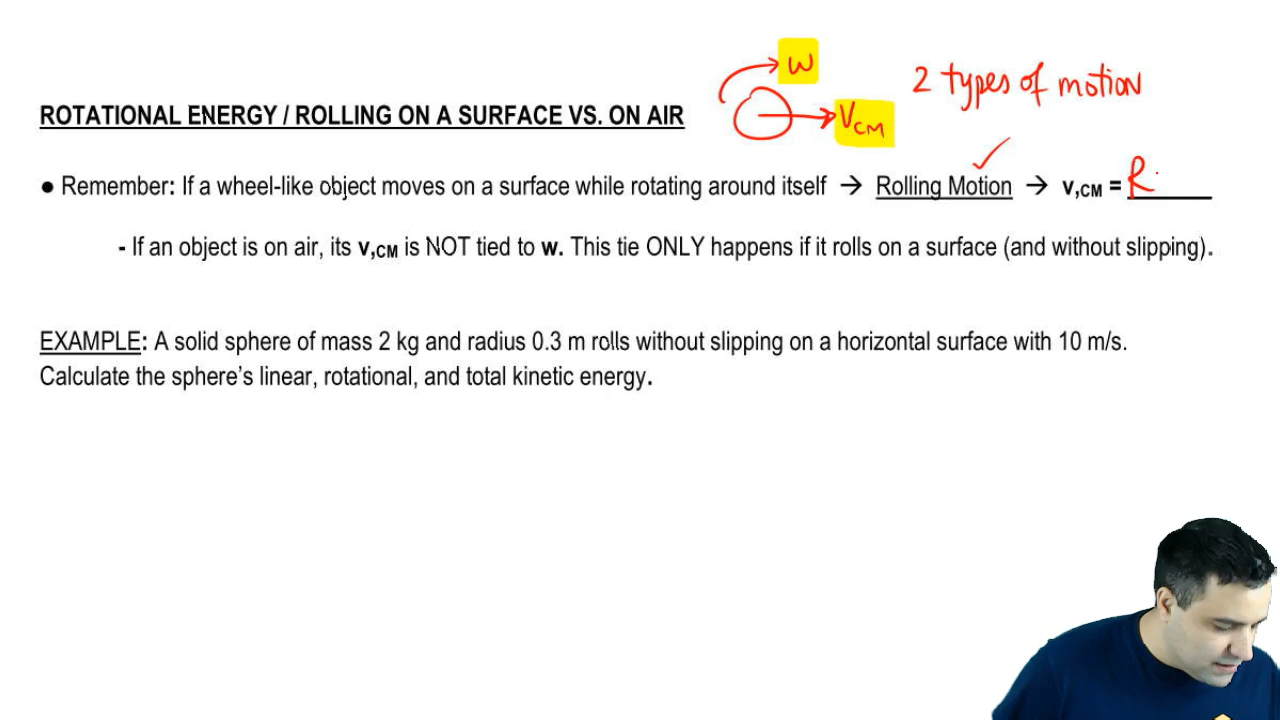 2 types of motion
w
ROTATIONAL ENERGY / ROLLING ON A SURFACE VS. ON AIR
VCM
● Remember: If a wheel-like object moves on a surface while rotating around itself → Rolling Motion → v,CM = R
- If an object is on air, its v,CM is NOT tied to w. This tie ONLY happens if it rolls on a surface (and without slipping).
EXAMPLE: A solid sphere of mass 2 kg and radius 0.3 m rolls without slipping on a horizontal surface with 10 m/s.
Calculate the sphere's linear, rotational, and total kinetic energy.